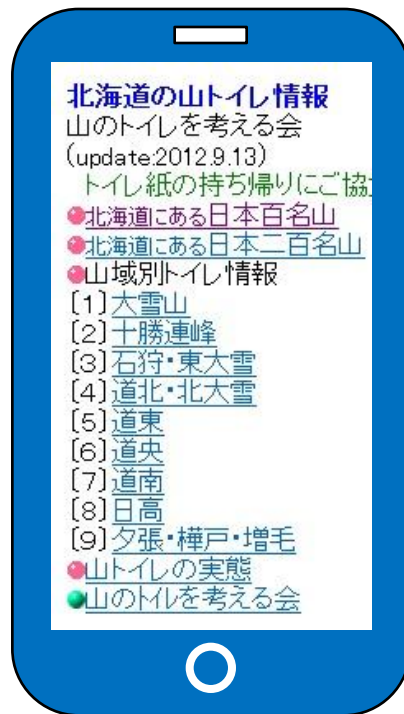 北海道の山トイレ情報
山のトイレを考える会
(update:2012.9.13)
トイレ紙の持ち帰りにご協
北海道にある日本百名山
北海道にある日本二百名山
山域別トイレ情報
[1]大雪山
[2]十勝連峰
[3]石狩・東大雪
[4]道北・北大雪
[5]道東
[6]道央
[7]道南
[8]日高
[9]夕張・樺戸・増毛
山トイレの実態
山のトイレを考える会